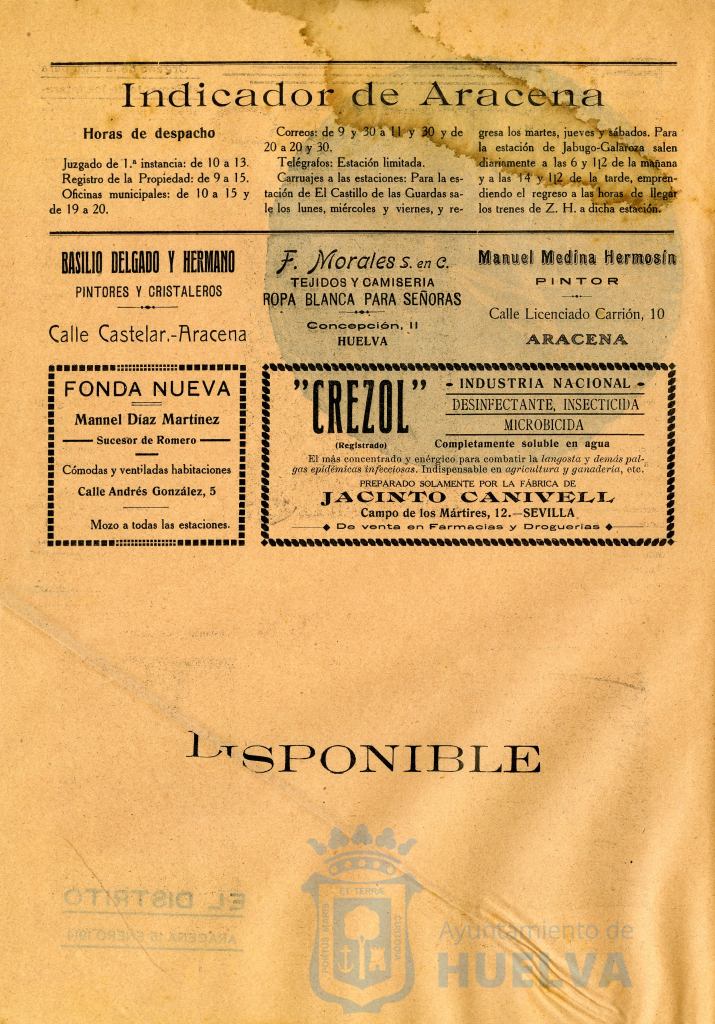 Indicador de Aracena
Horas de despacho
Juzgado de 1.ª instancia: de 10 a 13.
Registro de la Propiedad: de 9 a 15.
Oficinas municipales: de 10 a 15 y
de 19 a 20.
Correos: de 9 y 30 a 11 y 30 y de
20 a 20 y 30.
Telégrafos: Estación limitada.
Carruajes a las estaciones: Para la es-
tación de El Castillo de las Guardas sa-
le los lunes, miércoles y viernes, y re-
gresa los martes, jueves y sábados. Para
la estación de Jabugo-Galaroza salen
diariamente a las 6 y 1|2 de la mañana
y a las 14 y 1|2 de la tarde, empren-
diendo el regreso a las horas de llegar
los trenes de Z. H. a dicha estación.
BASILIO DELGADO Y HERMANO
PINTORES Y CRISTALEROS
Calle Castelar.-Aracena
F. Morales S. en C.
TEJIDOS Y CAMISERIA
ROPA BLANCA PARA SEÑORAS
Concepción, 11
HUELVA
Manuel Medina Hermosín
PINTOR
Calle Licenciado Carrión, 10
ARACENA
FONDA NUEVA
Mannel Díaz Martínez
Sucesor de Romero
Cómodas y ventiladas habitaciones
Calle Andrés González, 5
Mozo a todas las estaciones.
"CREZOL"
(Registrado)
- INDUSTRIA NACIONAL -
DESINFECTANTE, INSECTICIDA
MICROBICIDA
Completamente soluble en agua
El más concentrado y enérgico para combatir la langosta y demás pal-
gas epidémicas infecciosas. Indispensable en agricultura y ganadería, etc.
PREPARADO SOLAMENTE POR LA FÁBRICA DE
JACINTO CANIVELL
Campo de los Mártires, 12.—SEVILLA
De venta en Farmacias y Droguerías
DISPONIBLE
EL DISTRITO
Ayuntamiento de
HUELVA